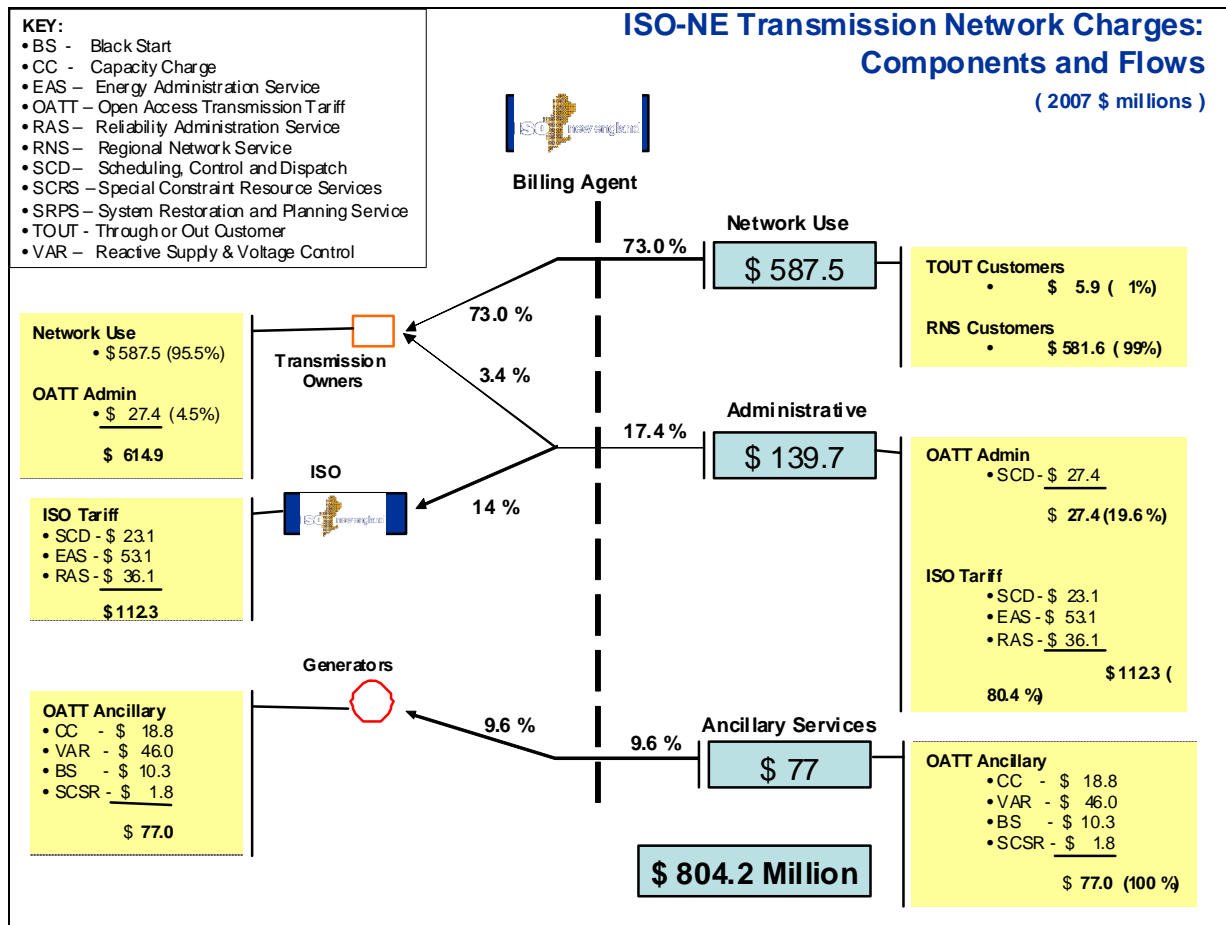 KEY:
• BS - Black Start
• CC - Capacity Charge
• EAS – Energy Administration Service
• OATT – Open Access Transmission Tariff
• RAS – Reliability Administration Service
• RNS – Regional Network Service
• SCD – Scheduling, Control and Dispatch
• SCRS – Special Constraint Resource Services
• SRPS – System Restoration and Planning Service
• TOUT - Through or Out Customer
• VAR – Reactive Supply & Voltage Control
ISO-NE Transmission Network Charges:
Components and Flows
( 2007 $ millions )
ISO new england
Billing Agent
Network Use
73.0 %
$ 587.5
TOUT Customers
• $ 5.9 ( 1%)
RNS Customers
• $ 581.6 ( 99%)
73.0 %
Network Use
• $ 587.5 (95.5%)
OATT Admin
• $ 27.4 (4.5%)
$ 614.9
Transmission
Owners
3.4 %
Administrative
17.4 %
$ 139.7
OATT Admin
• SCD - $ 27.4
$ 27.4 (19.6 %)
ISO Tariff
• SCD - $ 23.1
• EAS - $ 53.1
• RAS - $ 36.1
$ 112.3 (
80.4 %)
ISO
ISO new england
14 %
ISO Tariff
• SCD - $ 23.1
• EAS - $ 53.1
• RAS - $ 36.1
$ 112.3
Generators
OATT Ancillary
• CC - $ 18.8
• VAR - $ 46.0
• BS - $ 10.3
• SCSR - $ 1.8
$ 77.0
9.6 %
9.6 %
Ancillary Services
$ 77
OATT Ancillary
• CC - $ 18.8
• VAR - $ 46.0
• BS - $ 10.3
• SCSR - $ 1.8
$ 77.0 (100 %)
$ 804.2 Million